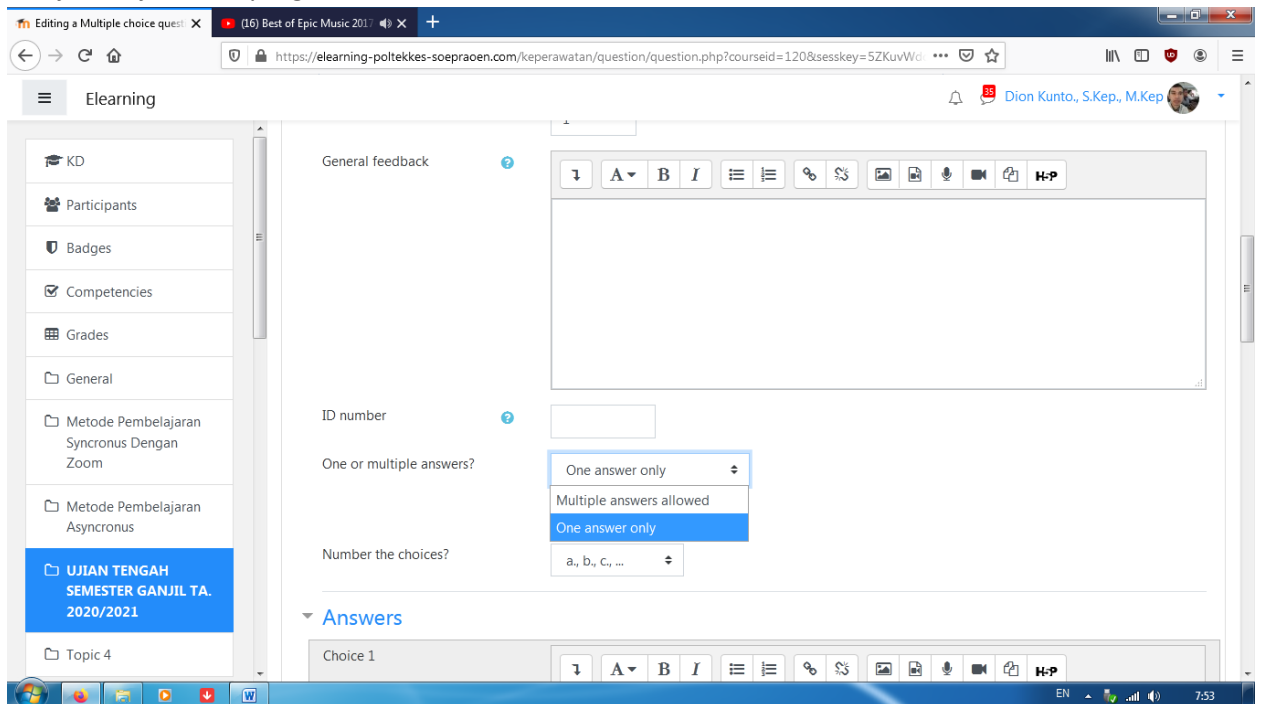 Editing a Multiple choice quest
(16) Best of Epic Music 2017
https://elearning-poltekkes-soepraoen.com/keperawatan/question/question.php?courseid=120&sesskey=5ZKuvWd
Elearning
35
Dion Kunto., S.Kep., M.Kep
KD
Participants
Badges
Competencies
Grades
General
Metode Pembelajaran
Syncronus Dengan
Zoom
Metode Pembelajaran
Asyncronus
UJIAN TENGAH
SEMESTER GANJIL TA.
2020/2021
Topic 4
1
General feedback
A B I H-P
ID number
One or multiple answers?
One answer only
Multiple answers allowed
One answer only
Number the choices?
a., b., c., ...
Answers
Choice 1
A B I H-P
EN
7:53